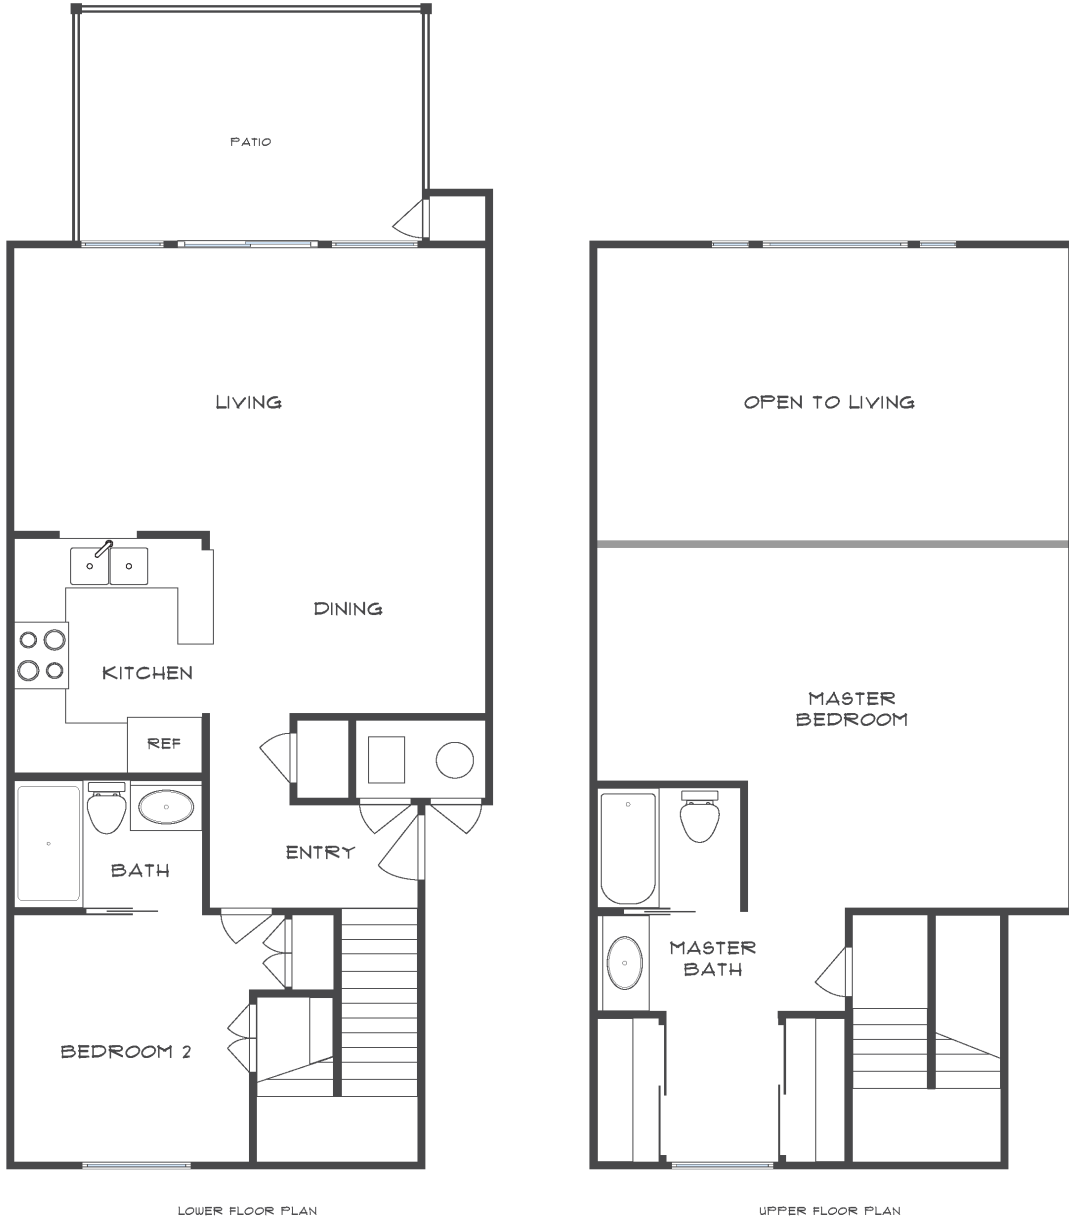 PATIO
LIVING
DINING
KITCHEN
REF
BATH
ENTRY
BEDROOM 2
LOWER FLOOR PLAN
OPEN TO LIVING
MASTER
BEDROOM
MASTER
BATH
UPPER FLOOR PLAN